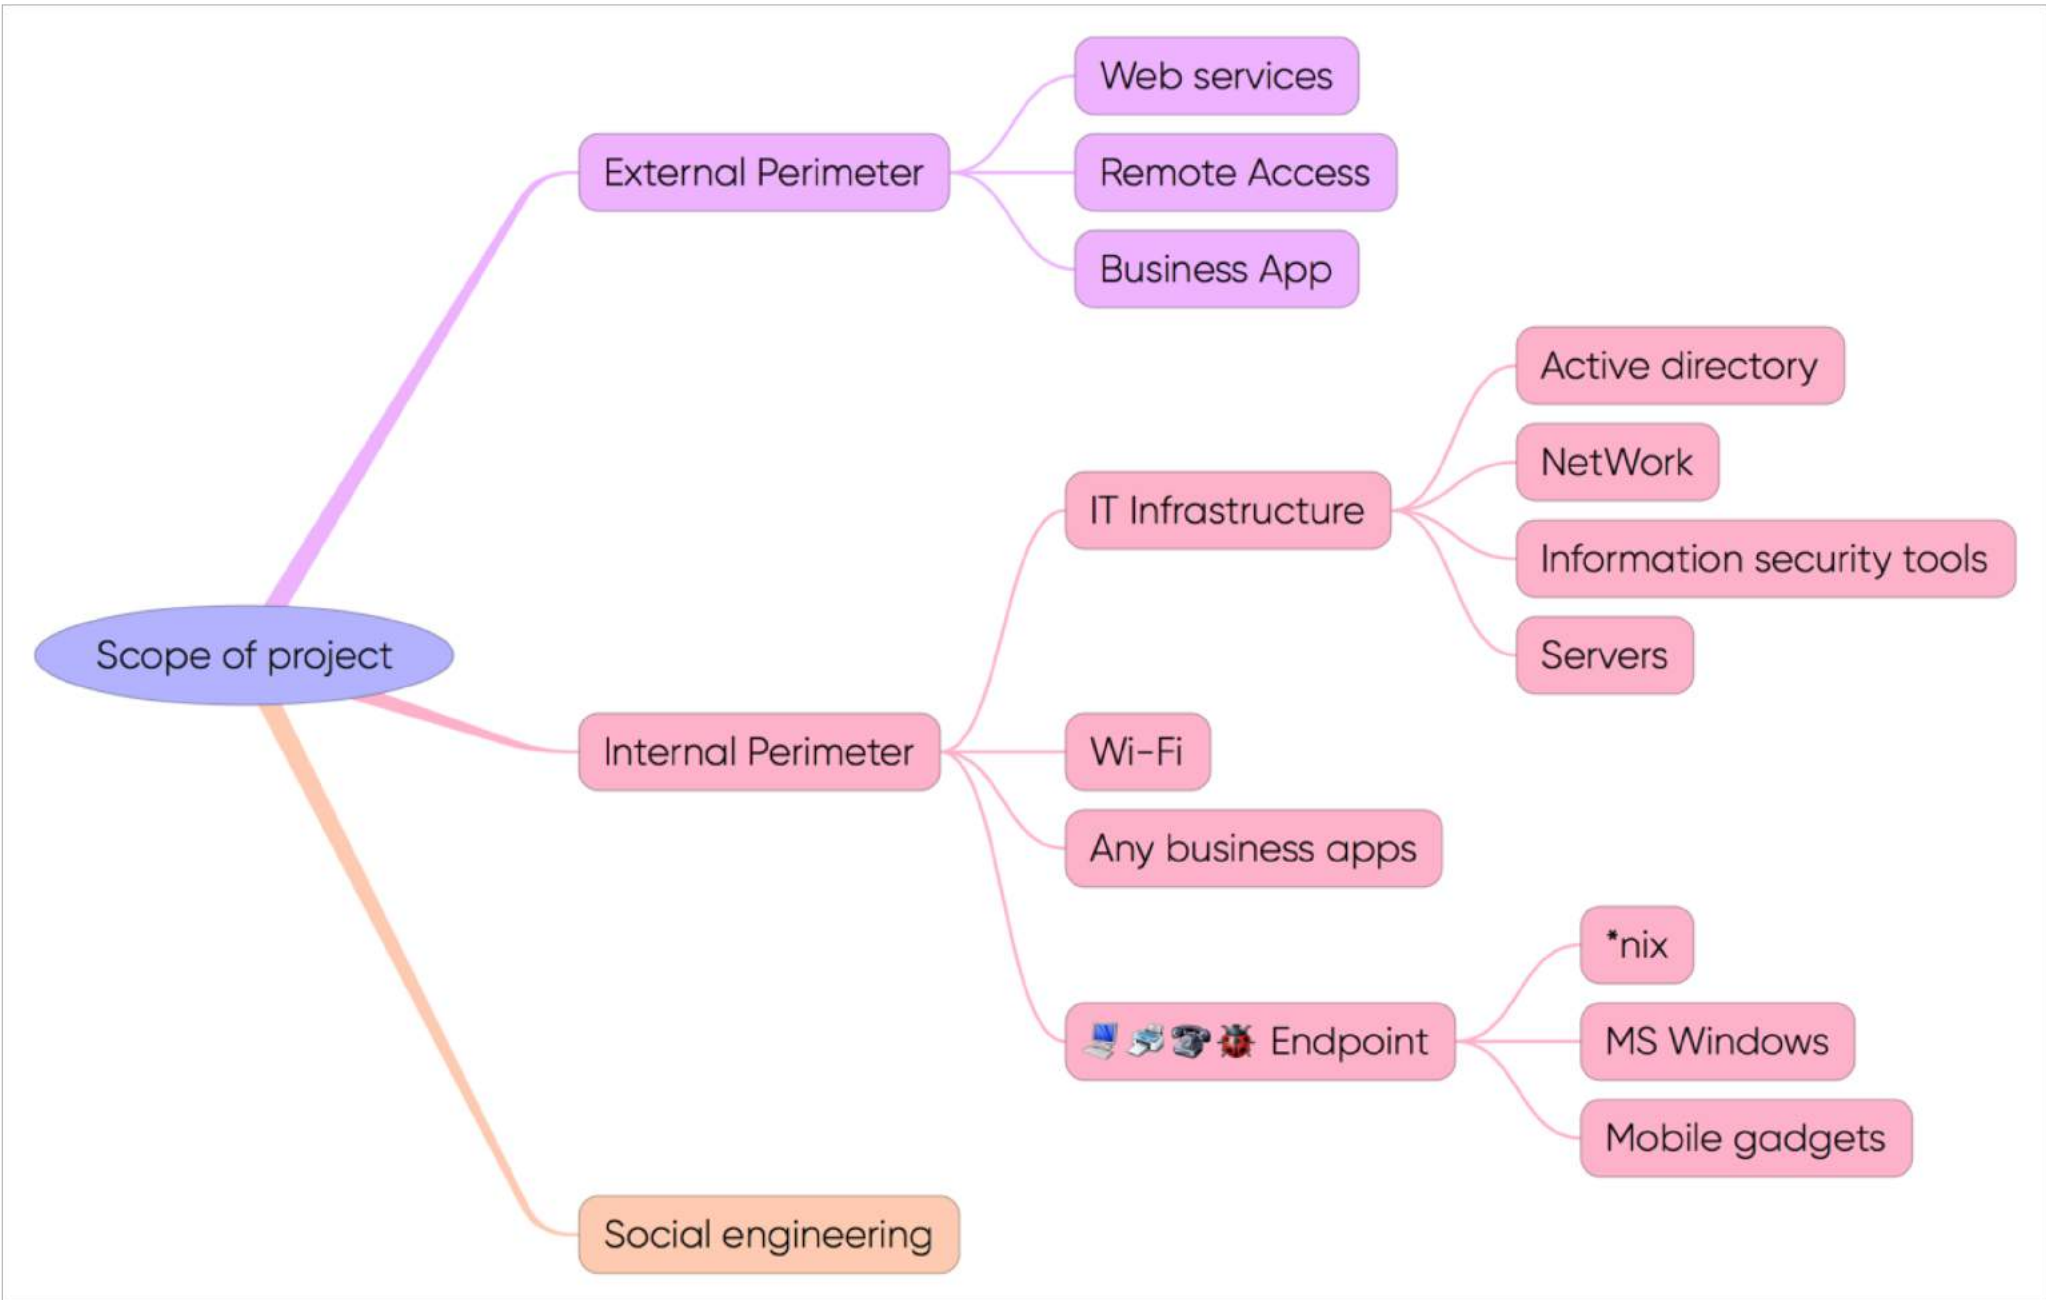 Web services
External Perimeter
Remote Access
Business App
Active directory
NetWork
IT Infrastructure
Information security tools
Servers
Scope of project
Internal Perimeter
Wi-Fi
Any business apps
*nix
Endpoint
MS Windows
Mobile gadgets
Social engineering